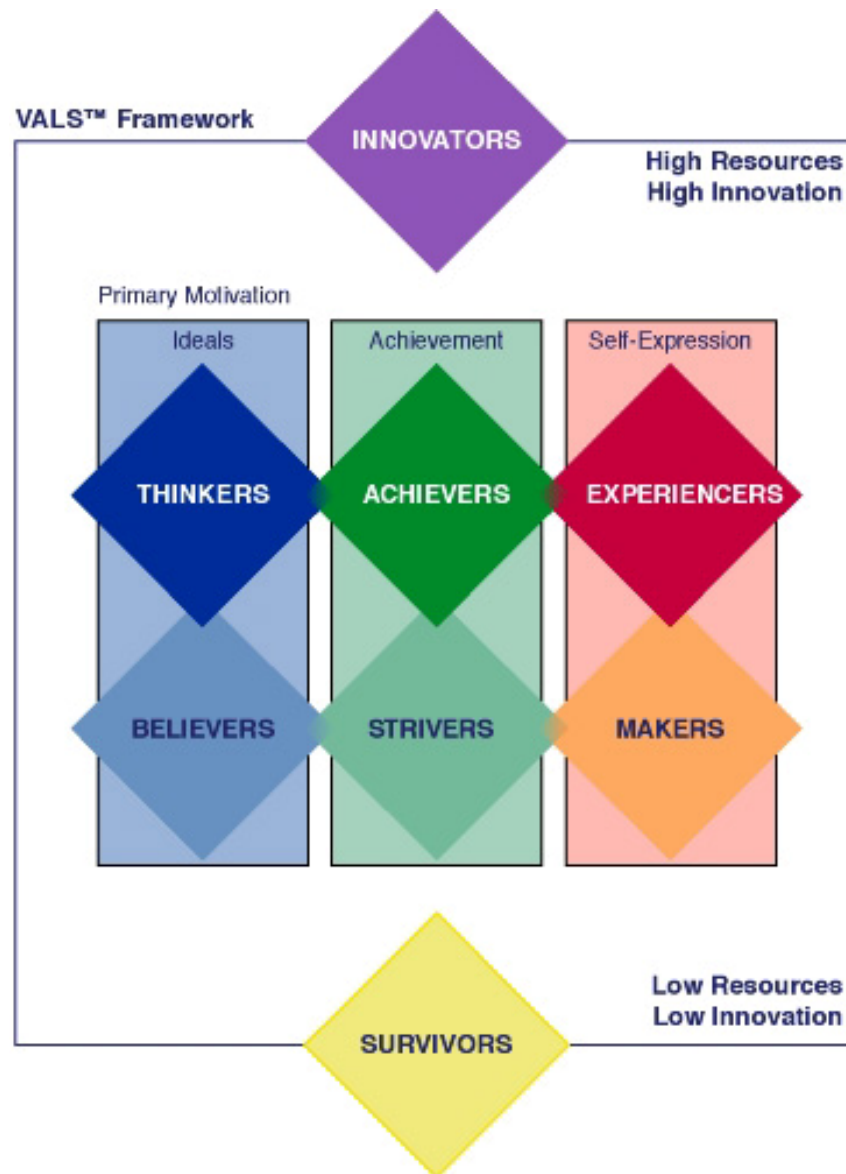 VALS™ Framework
INNOVATORS
High Resources
High Innovation
Primary Motivation
Ideals
Achievement
Self-Expression
THINKERS
ACHIEVERS
EXPERIENCERS
BELIEVERS
STRIVERS
MAKERS
Low Resources
Low Innovation
SURVIVORS